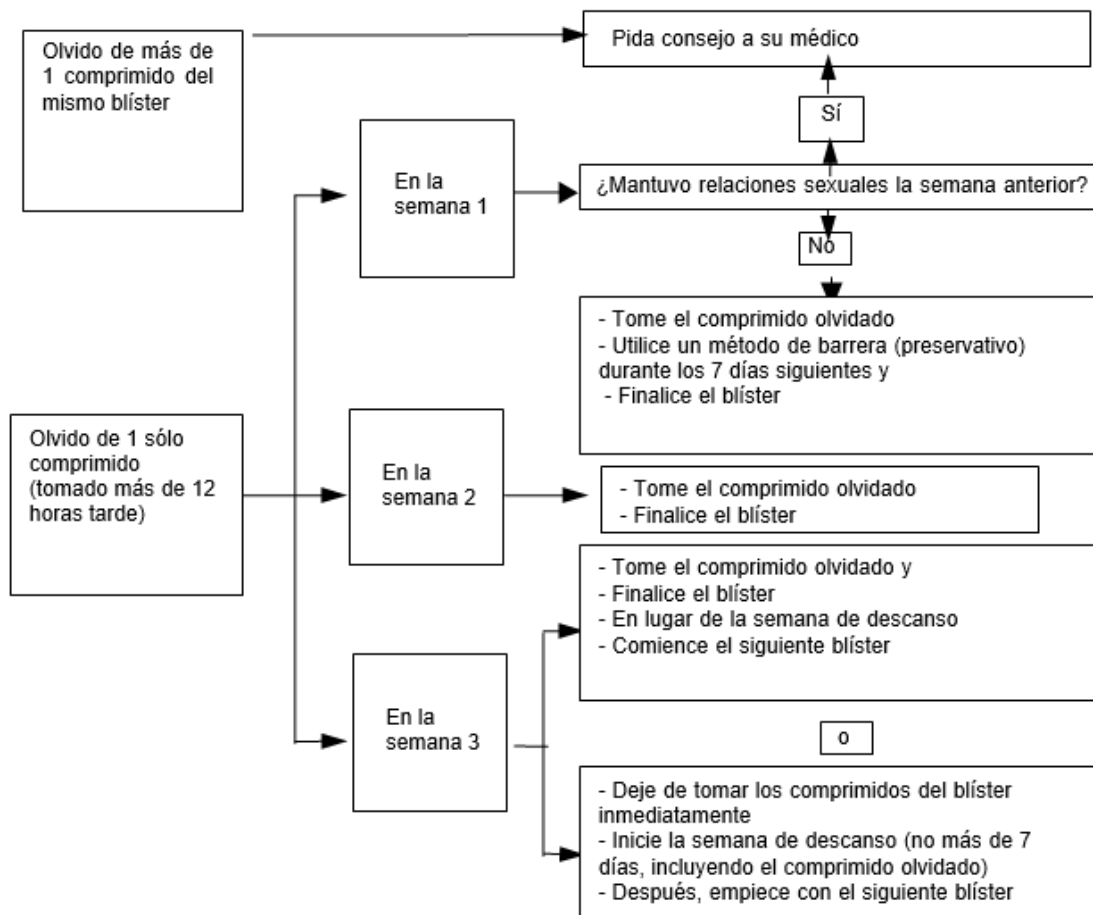 Olvido de más de
1 comprimido del
mismo blíster
Pida consejo a su médico
Sí
En la
semana 1
¿Mantuvo relaciones sexuales la semana anterior?
No
- Tome el comprimido olvidado
- Utilice un método de barrera (preservativo)
durante los 7 días siguientes y
- Finalice el blíster
Olvido de 1 sólo
comprimido
(tomado más de 12
horas tarde)
En la
semana 2
- Tome el comprimido olvidado
- Finalice el blíster
- Tome el comprimido olvidado y
- Finalice el blíster
- En lugar de la semana de descanso
- Comience el siguiente blíster
En la
semana 3
o
- Deje de tomar los comprimidos del blíster
inmediatamente
- Inicie la semana de descanso (no más de 7
días, incluyendo el comprimido olvidado)
- Después, empiece con el siguiente blíster